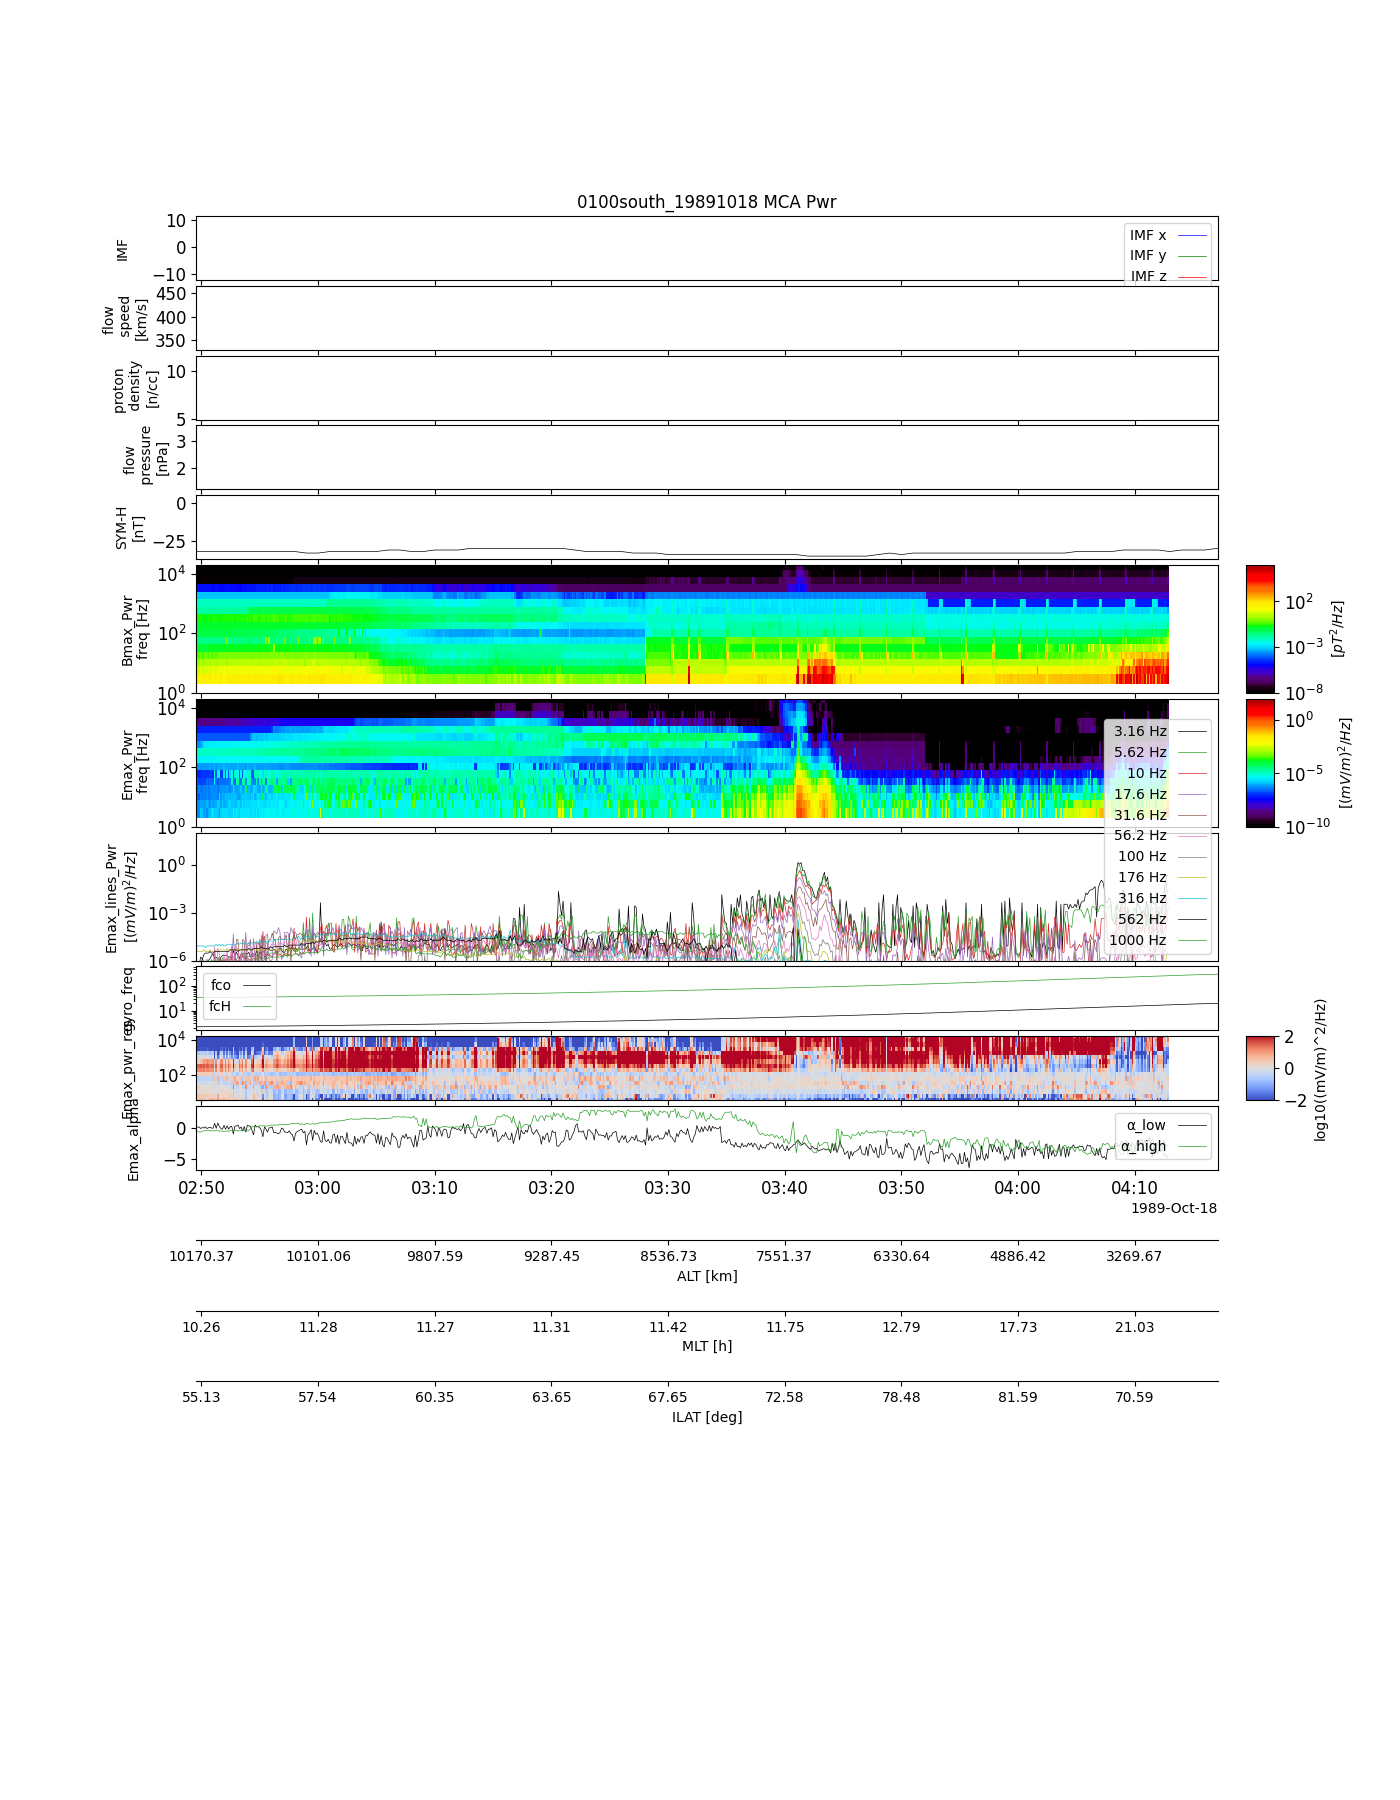 0100south_19891018 MCA Pwr
10
0
−10
IMF
IMF x
IMF y
IMF z
450
400
350
flow
speed
[km/s]
10
5
proton
density
[n/cc]
3
2
flow
pressure
[nPa]
0
−25
SYM-H
[nT]
10^4
10^2
10^0
Bmax_Pwr
freq [Hz]
10^2
10^−3
10^−8
[pT^2/Hz]
10^4
10^2
10^0
Emax_Pwr
freq [Hz]
10^0
10^−5
10^−10
[(mV/m)^2/Hz]
3.16 Hz
5.62 Hz
10 Hz
17.6 Hz
31.6 Hz
56.2 Hz
100 Hz
176 Hz
316 Hz
562 Hz
1000 Hz
10^0
10^−3
10^−6
Emax_lines_Pwr
[(mV/m)^2/Hz]
10^2
10^1
gyro_freq
fco
fcH
10^4
10^2
Emax_pwr_reg
2
0
−2
log10((mV/m)^2/Hz)
0
−5
Emax_alpha
α_low
α_high
02:50 03:00 03:10 03:20 03:30 03:40 03:50 04:00 04:10
1989-Oct-18
10170.37 10101.06 9807.59 9287.45 8536.73 7551.37 6330.64 4886.42 3269.67
ALT [km]
10.26 11.28 11.27 11.31 11.42 11.75 12.79 17.73 21.03
MLT [h]
55.13 57.54 60.35 63.65 67.65 72.58 78.48 81.59 70.59
ILAT [deg]